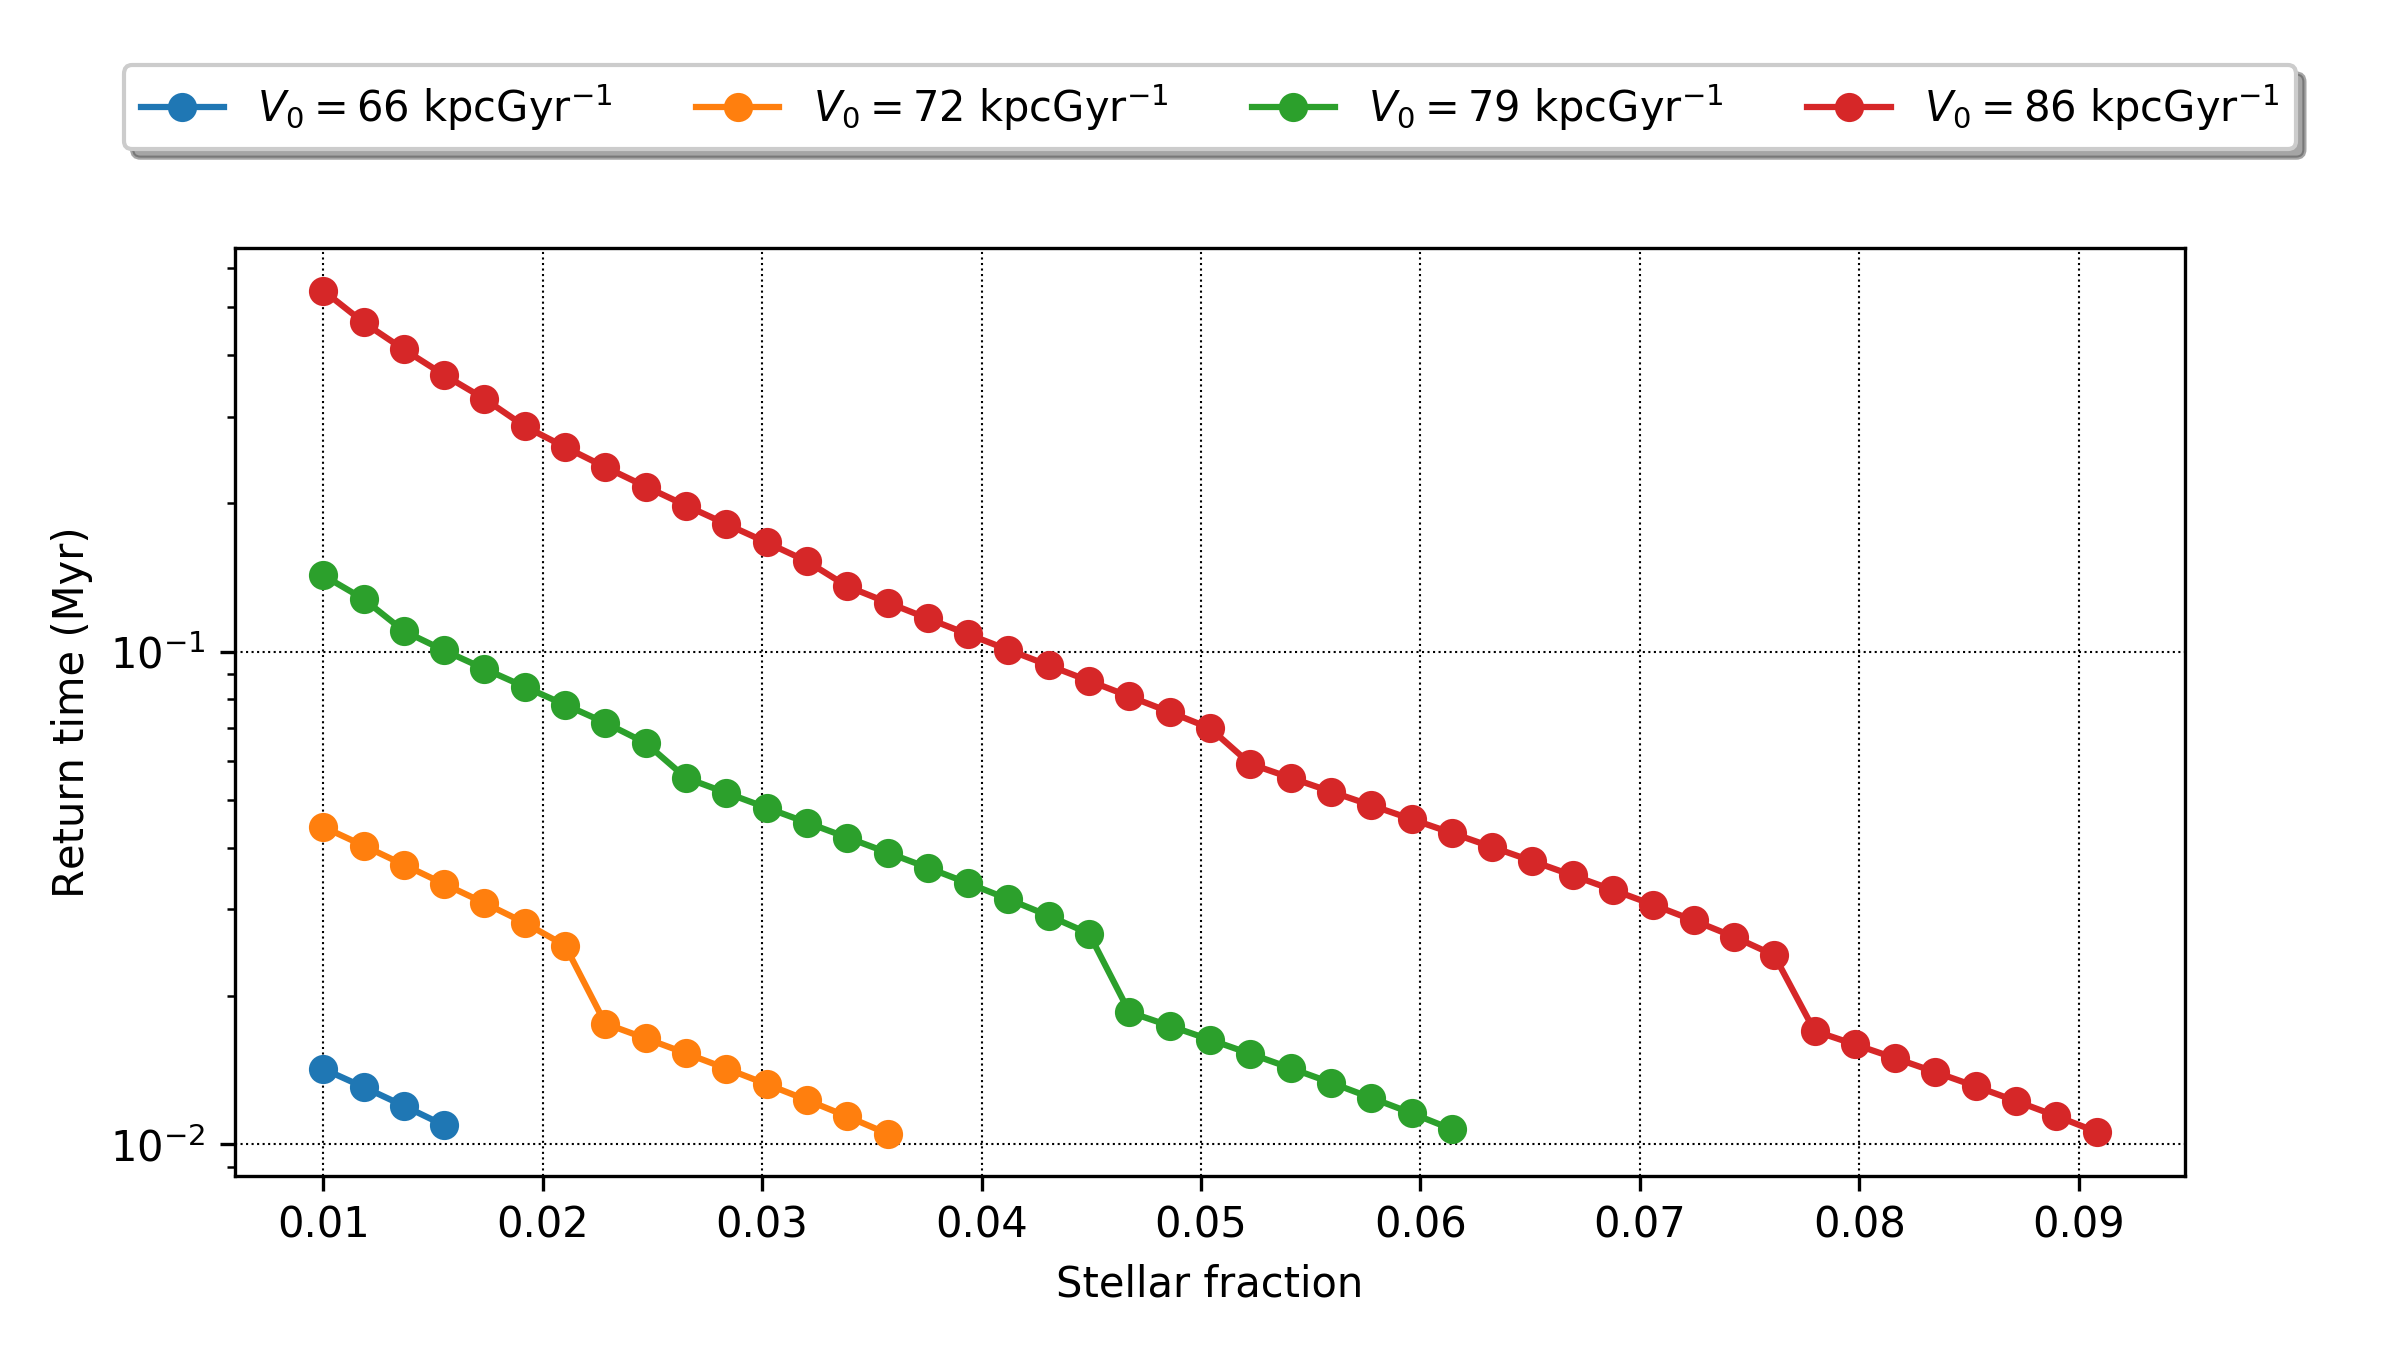 V₀ = 66 kpcGyr⁻¹ V₀ = 72 kpcGyr⁻¹ V₀ = 79 kpcGyr⁻¹ V₀ = 86 kpcGyr⁻¹
Return time (Myr)
10⁻¹
10⁻²
0.01 0.02 0.03 0.04 0.05 0.06 0.07 0.08 0.09
Stellar fraction